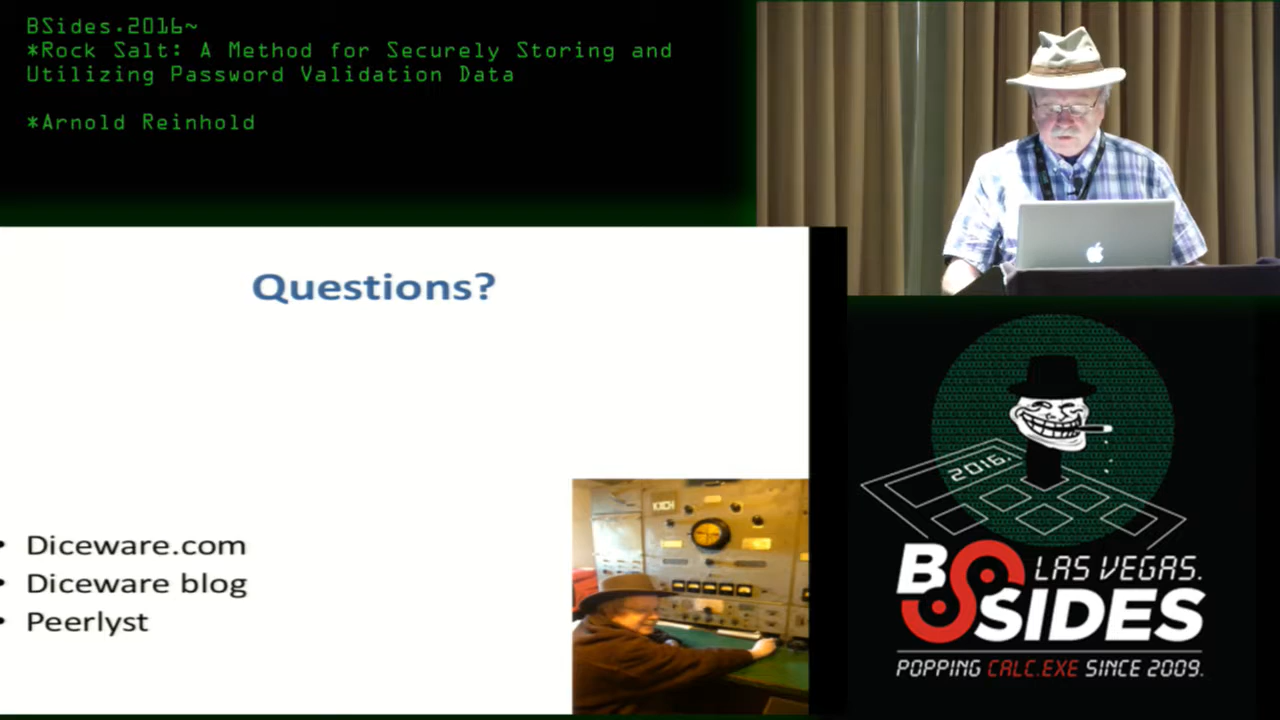 BSides.2016~
*Rock Salt: A Method for Securely Storing and
Utilizing Password Validation Data
*Arnold Reinhold
Questions?
• Diceware.com
• Diceware blog
• Peerlyst
2016.
BSIDES
LAS VEGAS.
POPPING CALC.EXE SINCE 2009.